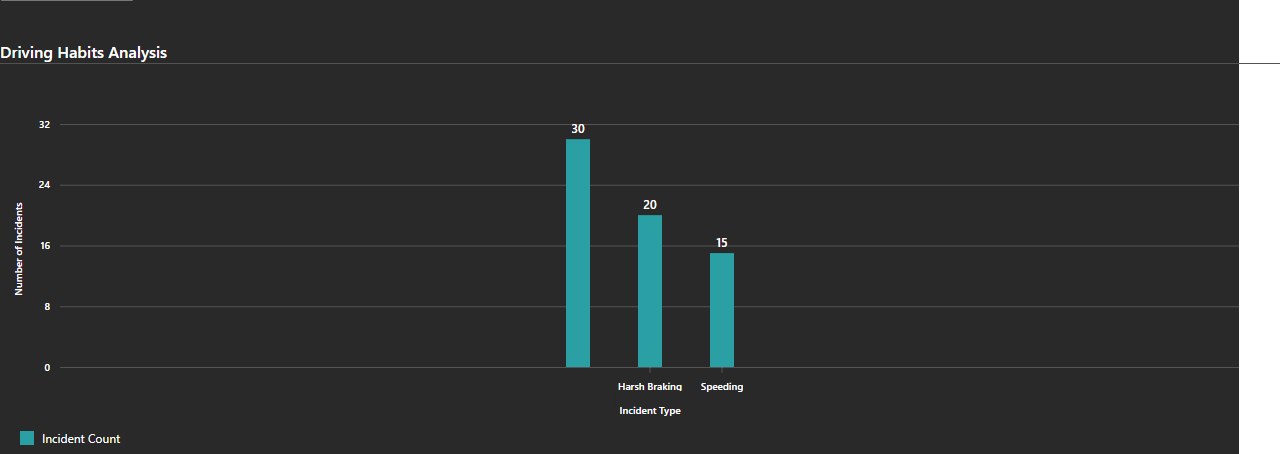 Driving Habits Analysis
32
30
24
20
16
15
8
0
Number of Incidents
Harsh Braking
Speeding
Incident Type
Incident Count